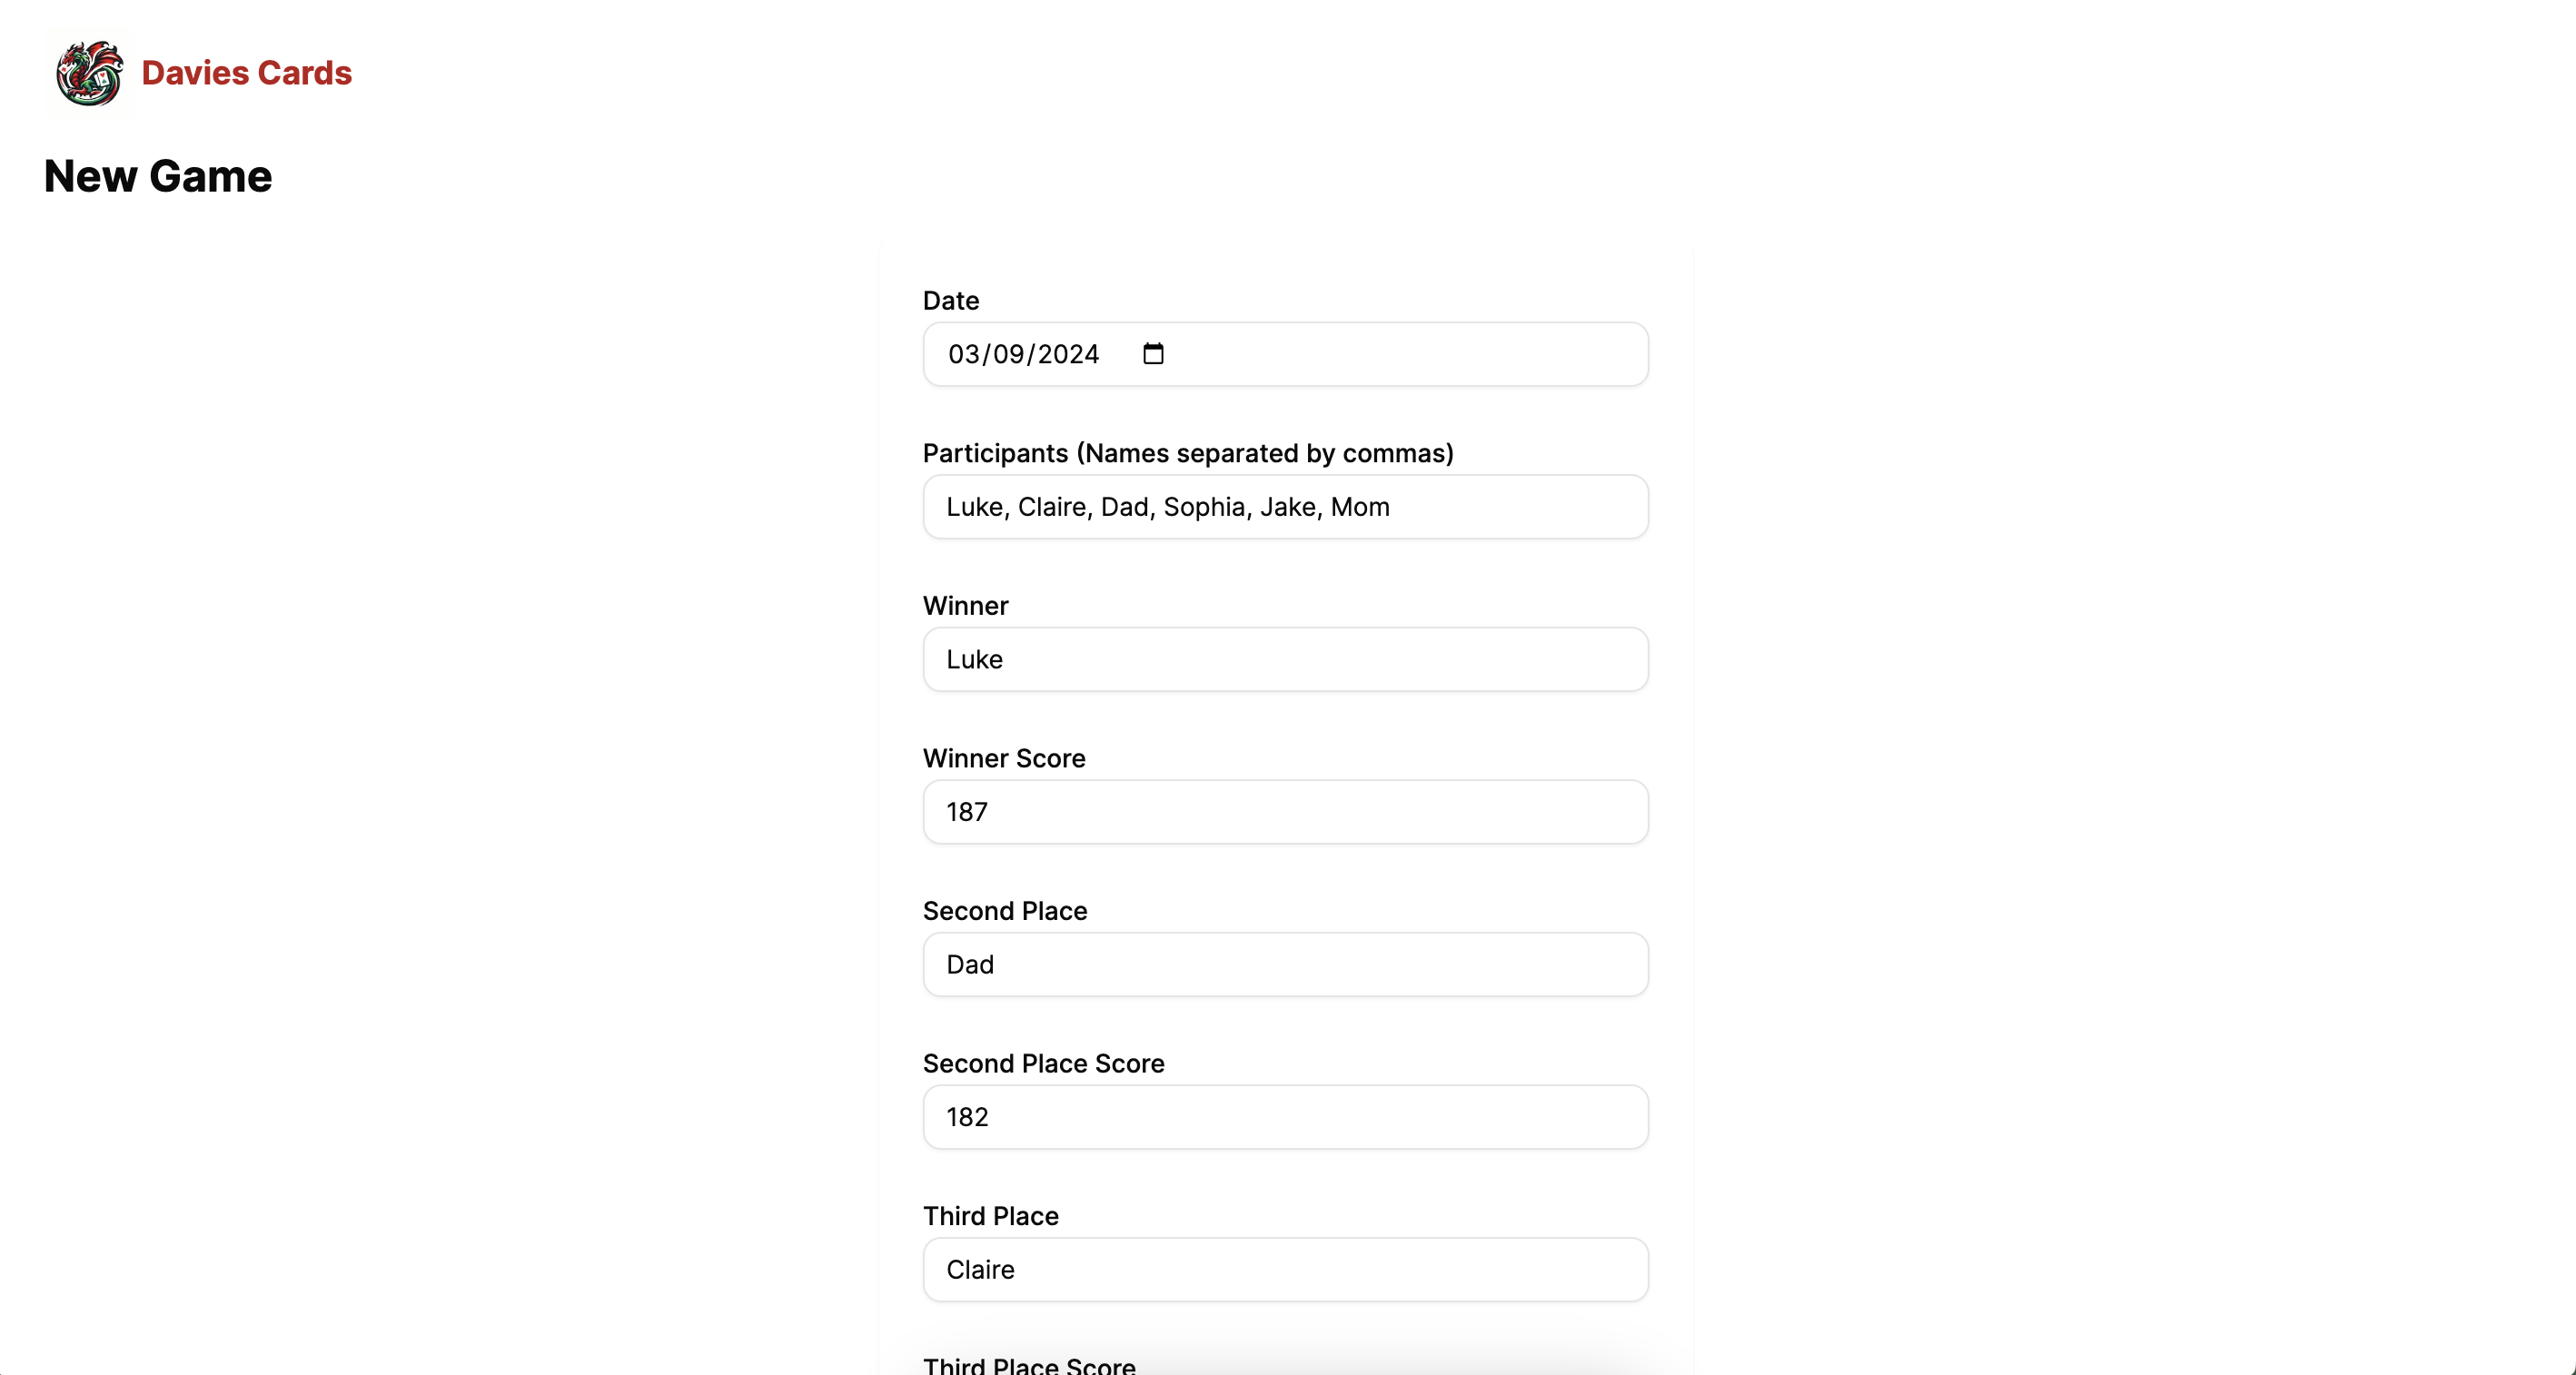 Davies Cards
New Game
Date
03/09/2024
Participants (Names separated by commas)
Luke, Claire, Dad, Sophia, Jake, Mom
Winner
Luke
Winner Score
187
Second Place
Dad
Second Place Score
182
Third Place
Claire
Third Place Score